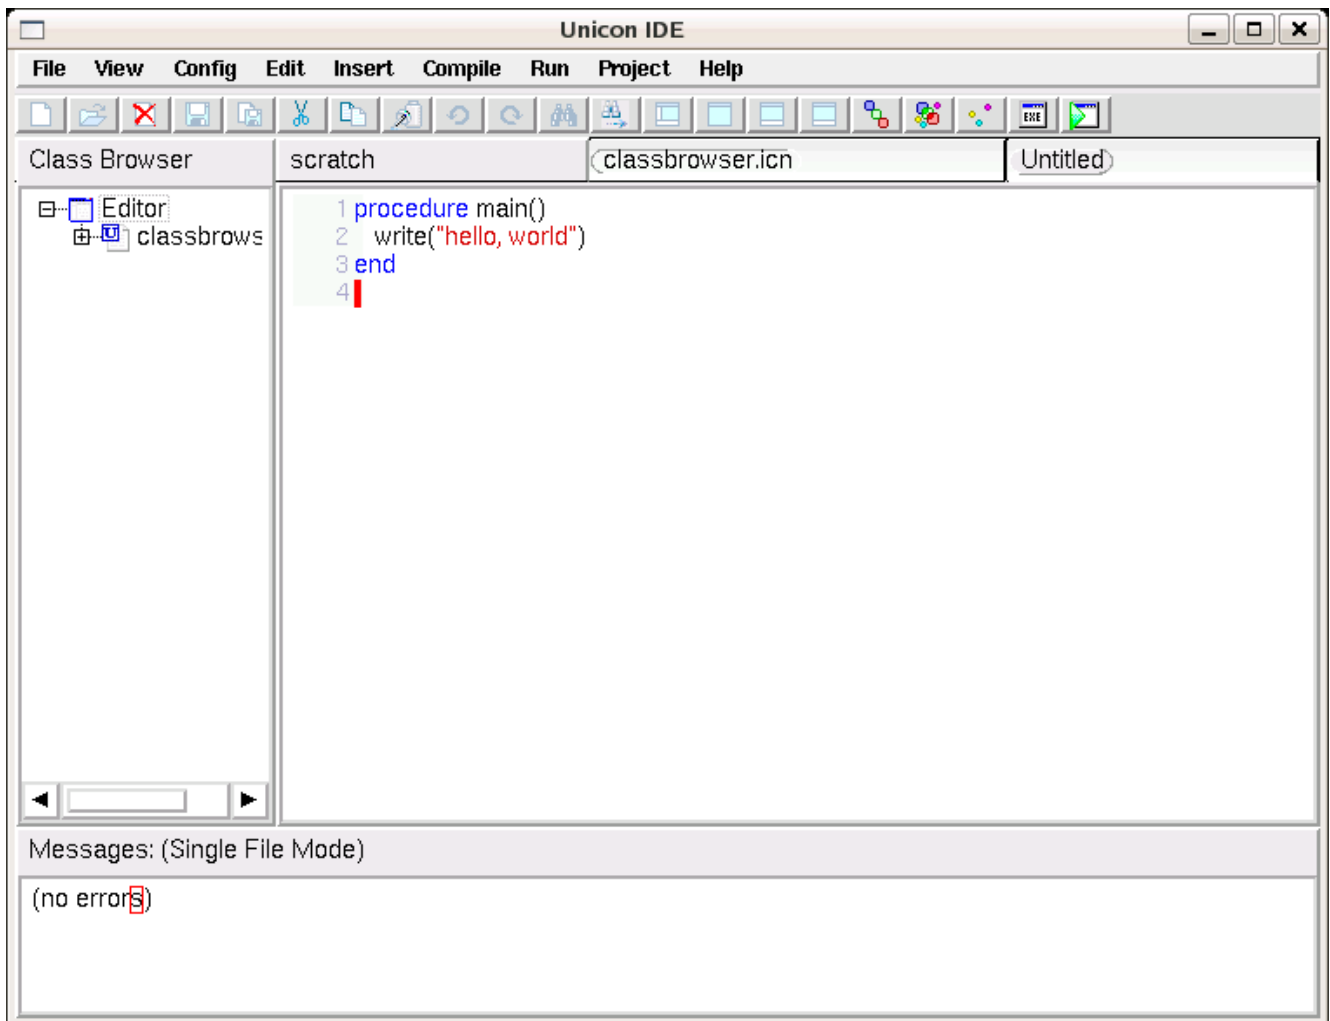 Unicon IDE
File View Config Edit Insert Compile Run Project Help
EXE
Class Browser scratch classbrowser.icn Untitled
Editor
U classbrows
1 procedure main()
2 write("hello, world")
3 end
4
Messages: (Single File Mode)
(no errors)